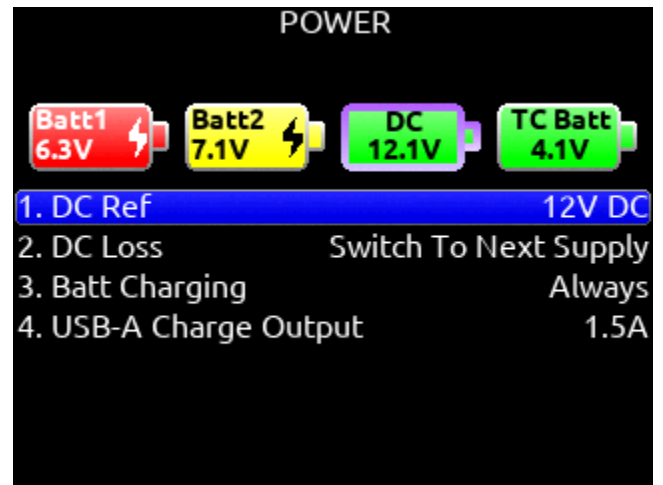 POWER
Batt1 6.3V
Batt2 7.1V
DC 12.1V
TC Batt 4.1V
1. DC Ref 12V DC
2. DC Loss Switch To Next Supply
3. Batt Charging Always
4. USB-A Charge Output 1.5A